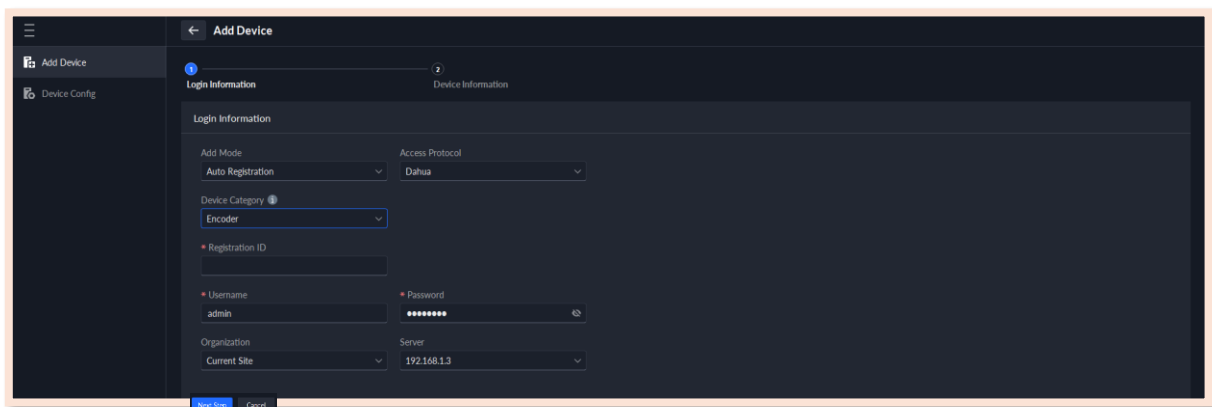 Add Device
Add Device
Device Config
1
2
Login Information
Device Information
Login Information
Add Mode
Access Protocol
Auto Registration
Dahua
Device Category
Encoder
* Registration ID
* Username
* Password
admin
••••••••
Organization
Server
Current Site
192.168.1.3
Next Step
Cancel